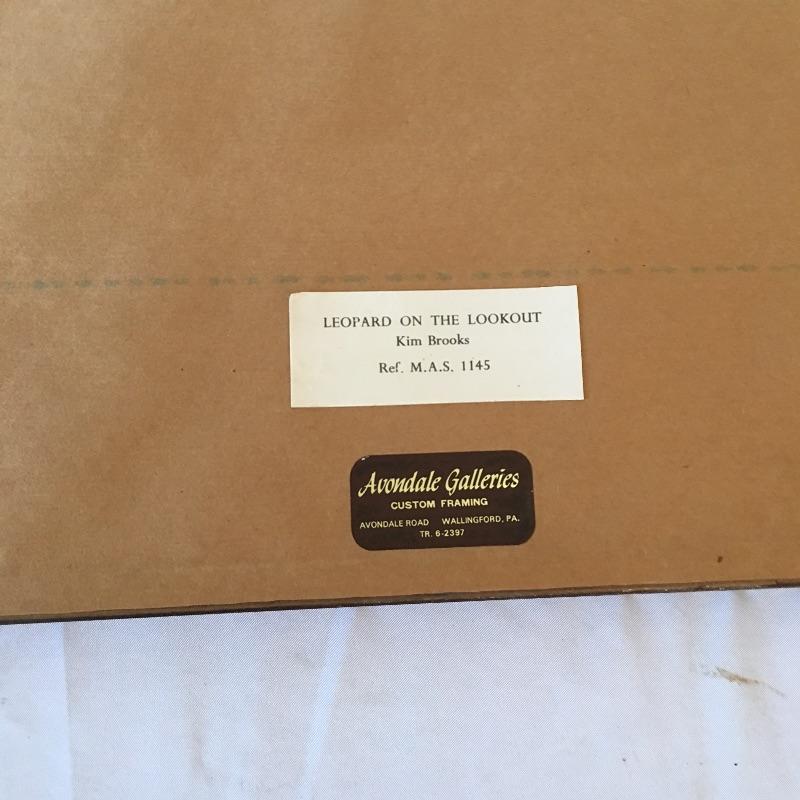 LEOPARD ON THE LOOKOUT
Kim Brooks
Ref. M.A.S. 1145
Avondale Galleries
CUSTOM FRAMING
AVONDALE ROAD WALLINGFORD, PA.
TR. 6-2397